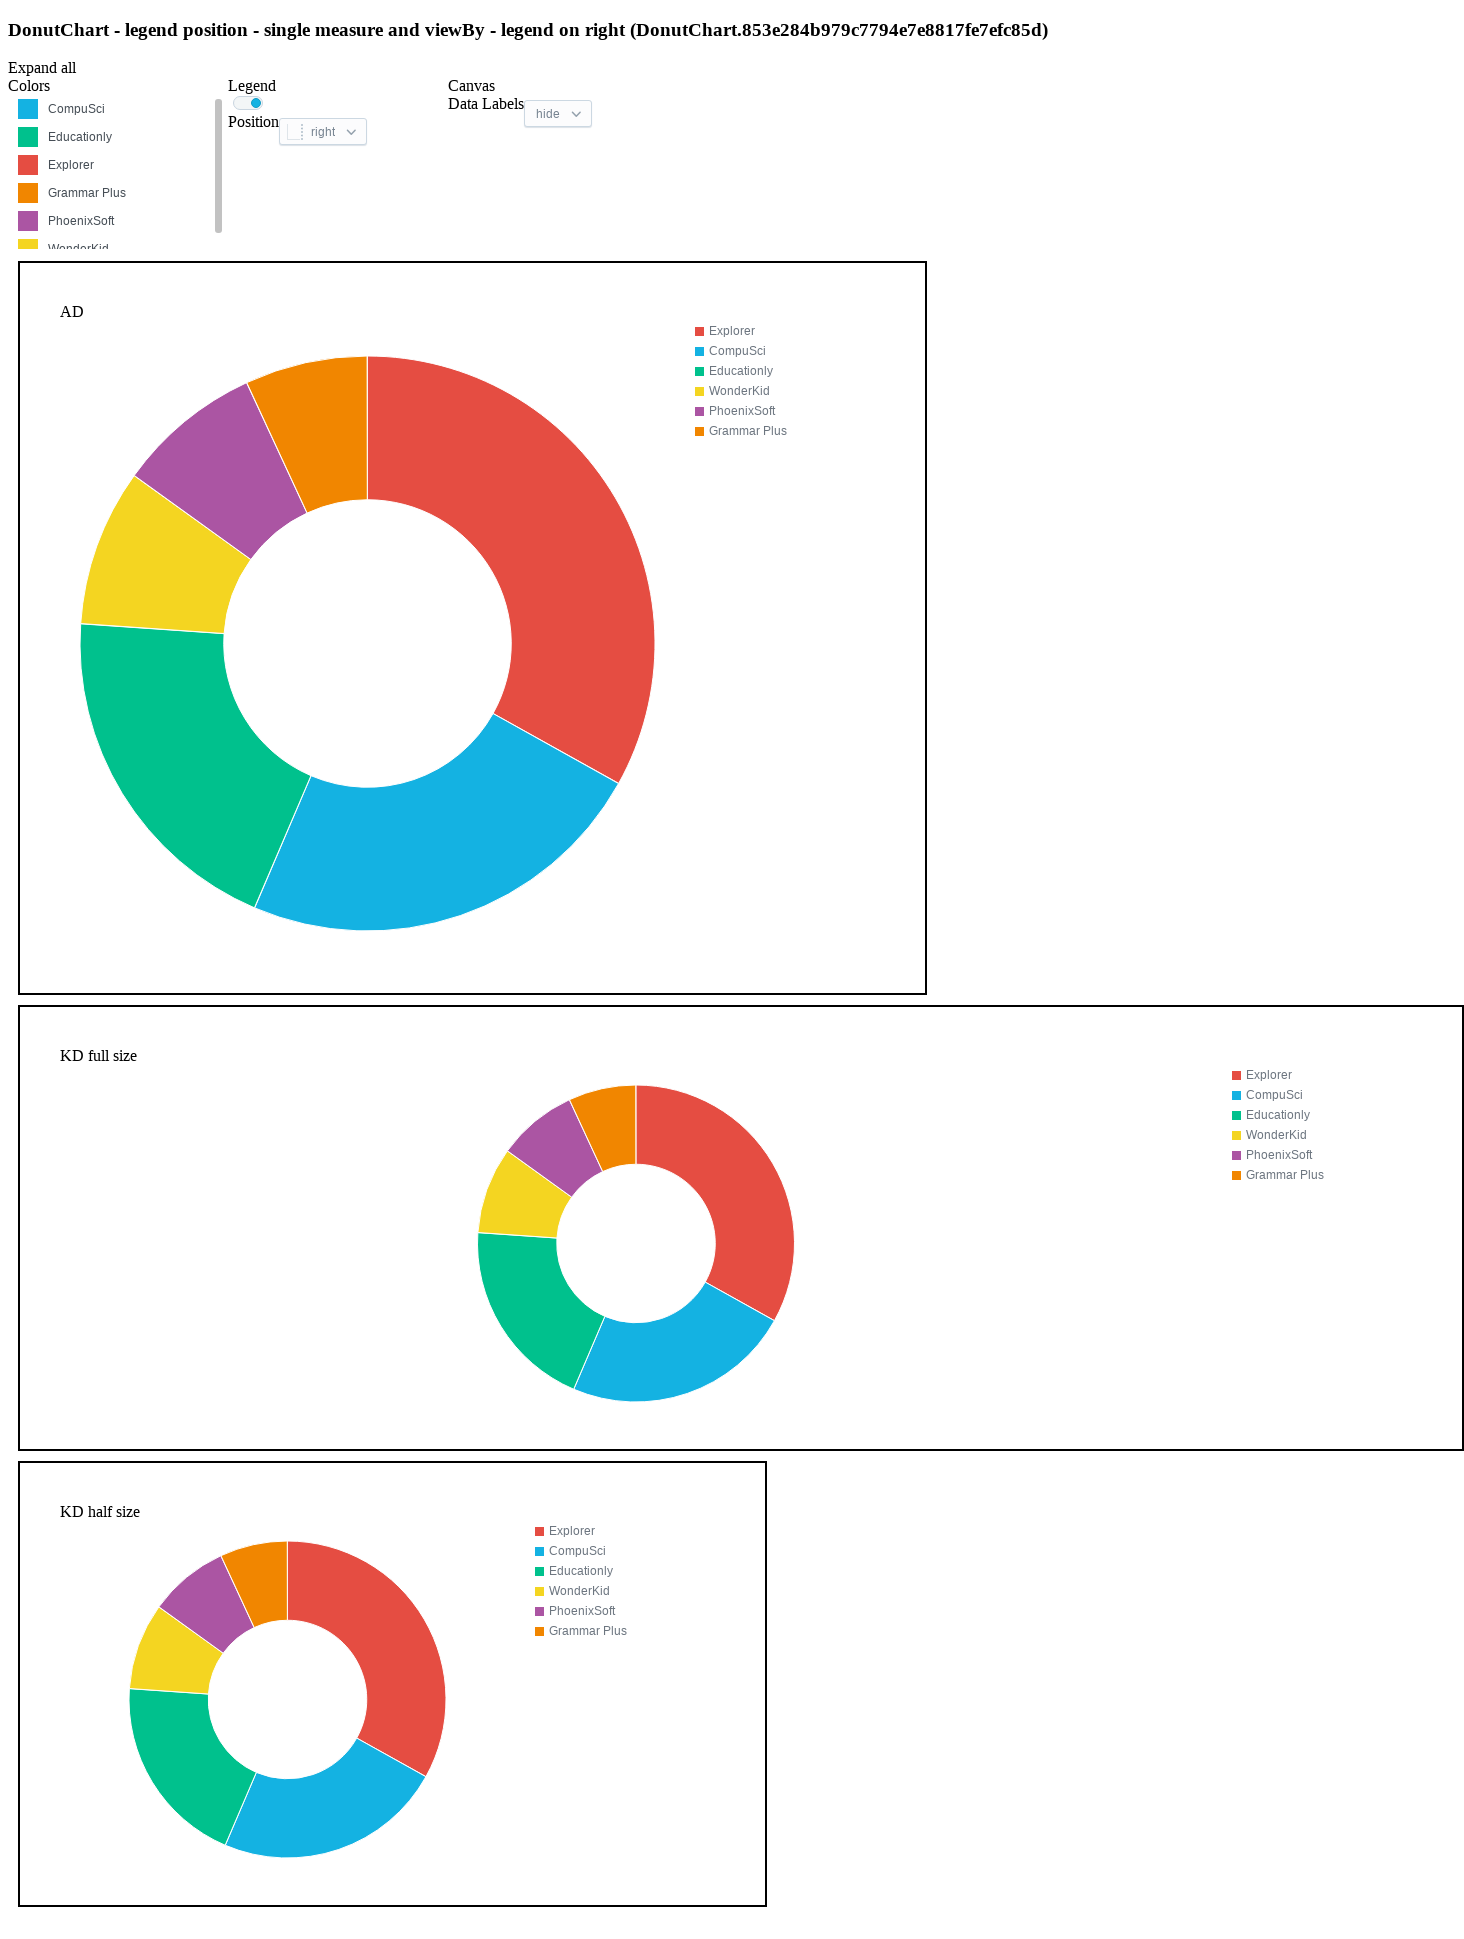 DonutChart - legend position - single measure and viewBy - legend on right (DonutChart.853e284b979c7794e7e8817fe7efc85d)
Expand all
Colors
CompuSci
Educationly
Explorer
Grammar Plus
PhoenixSoft
WonderKid
Legend
Position right
Canvas
Data Labels hide
AD
Explorer
CompuSci
Educationly
WonderKid
PhoenixSoft
Grammar Plus
KD full size
Explorer
CompuSci
Educationly
WonderKid
PhoenixSoft
Grammar Plus
KD half size
Explorer
CompuSci
Educationly
WonderKid
PhoenixSoft
Grammar Plus